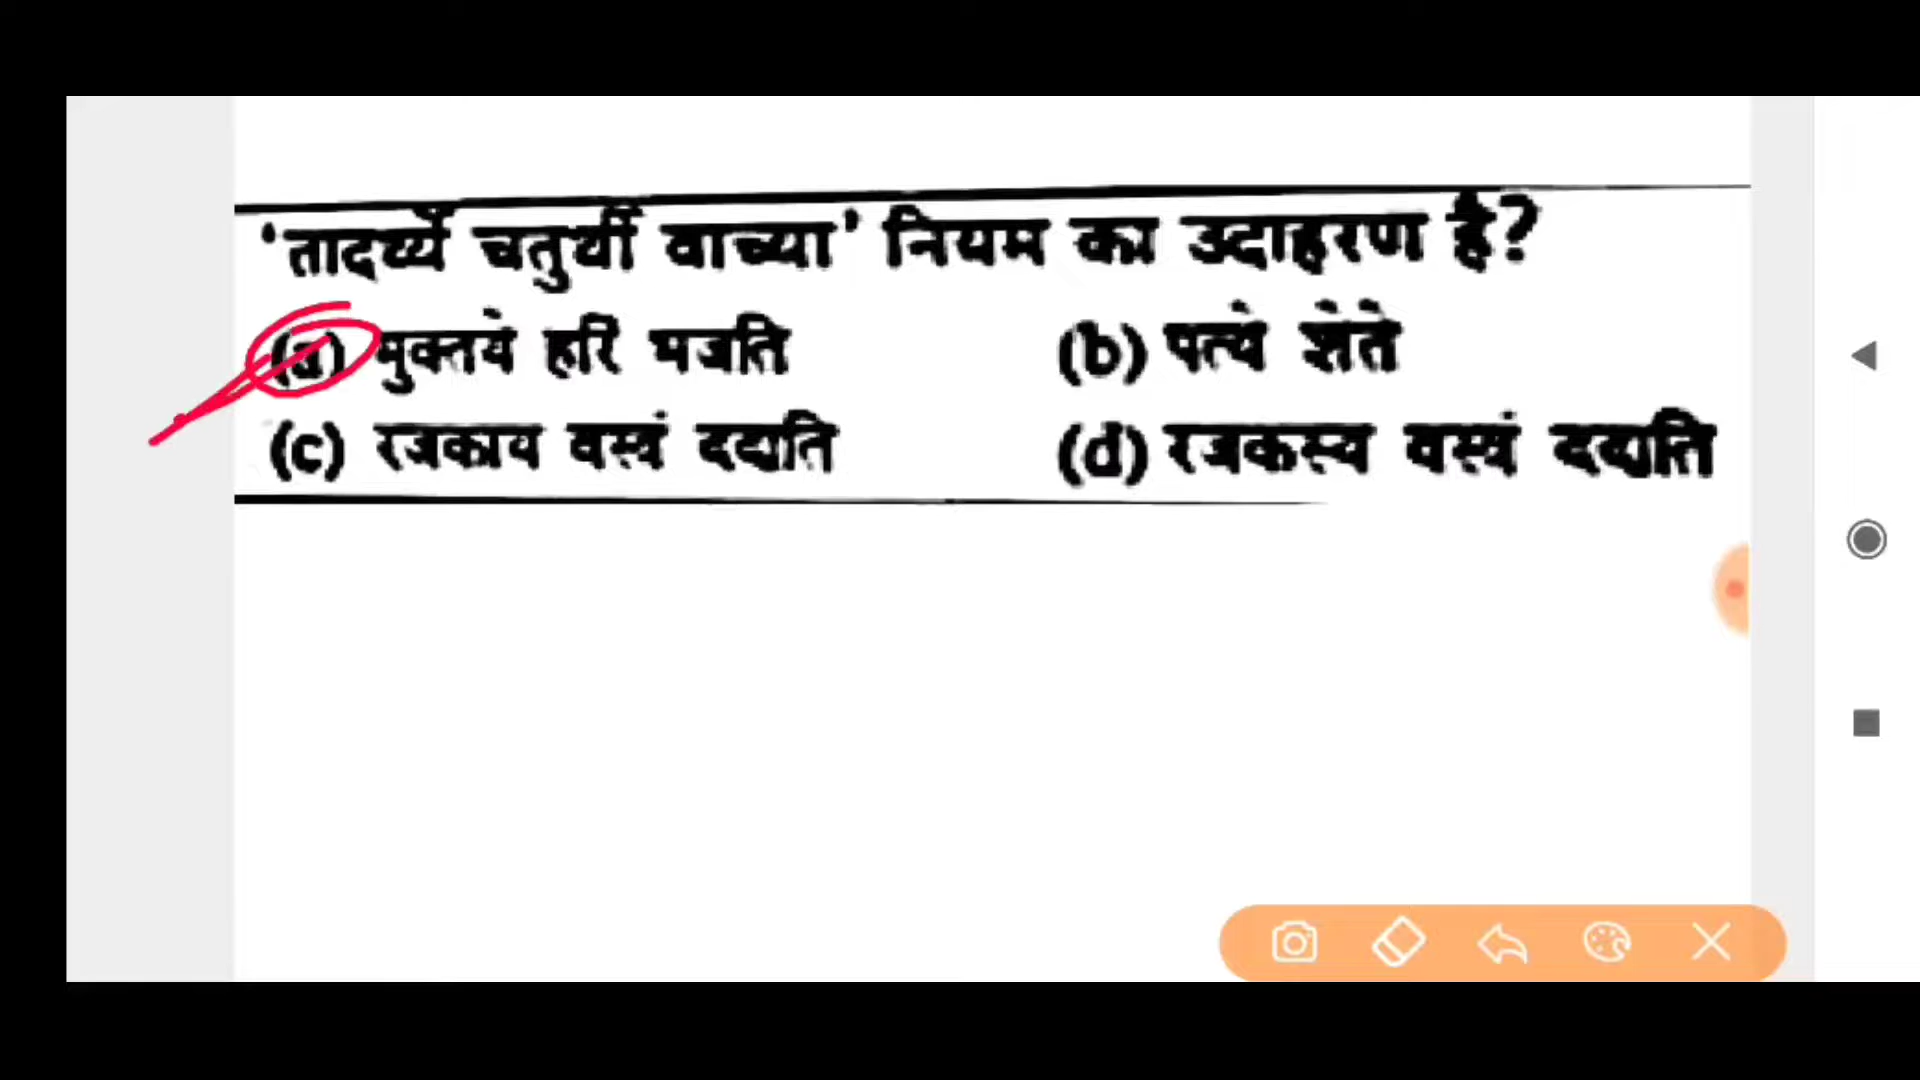 'तादर्थ्ये चतुर्थी वाच्या' नियम का उदाहरण है?
(a) मुक्तये हरिं भजति (b) पत्ये शेते
(c) रजकाय वस्त्रं ददाति (d) रजकस्य वस्त्रं ददाति